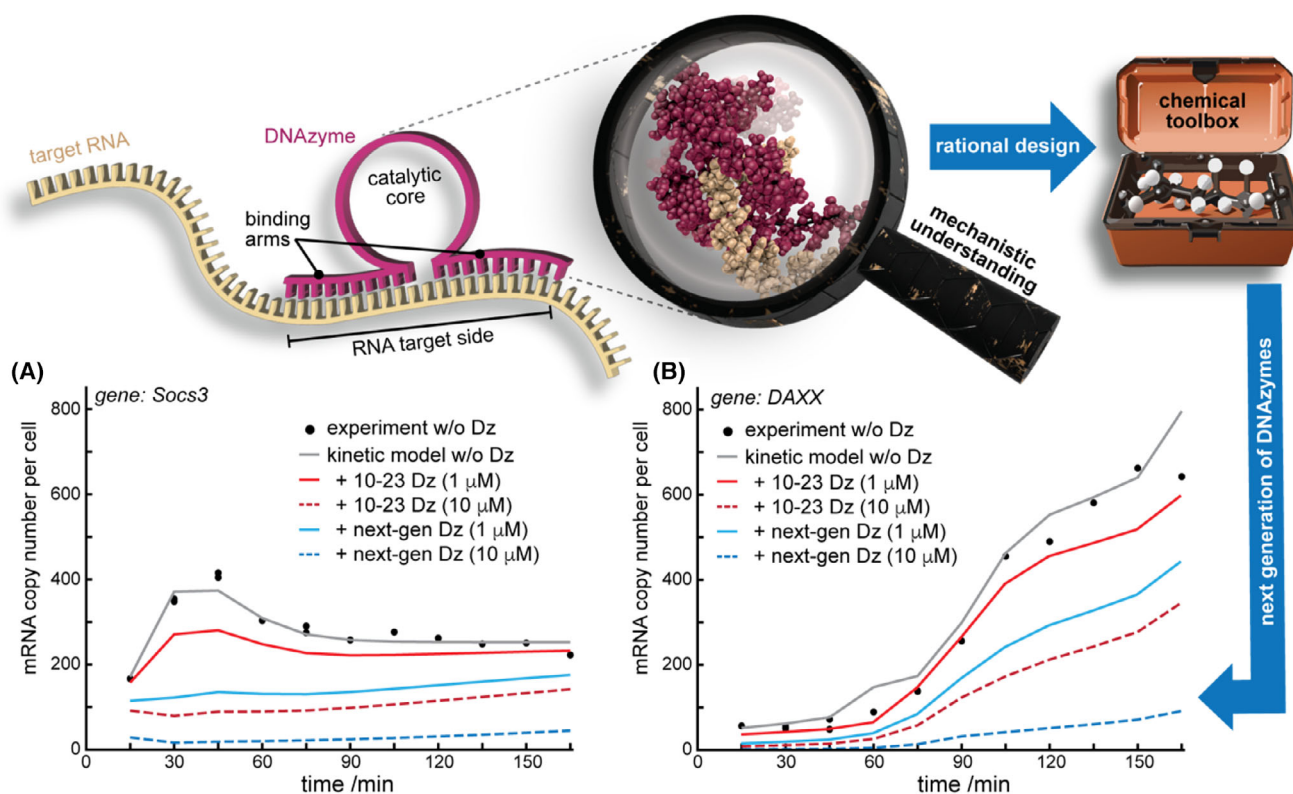 target RNA
DNAzyme
catalytic
core
binding
arms
RNA target side
mechanistic
understanding
rational design
chemical
toolbox
next generation of DNAzymes
(A)
gene: Socs3
experiment w/o Dz
kinetic model w/o Dz
+ 10-23 Dz (1 μM)
+ 10-23 Dz (10 μM)
+ next-gen Dz (1 μM)
+ next-gen Dz (10 μM)
mRNA copy number per cell
800
600
400
200
0
0 30 60 90 120 150
time /min
(B)
gene: DAXX
experiment w/o Dz
kinetic model w/o Dz
+ 10-23 Dz (1 μM)
+ 10-23 Dz (10 μM)
+ next-gen Dz (1 μM)
+ next-gen Dz (10 μM)
mRNA copy number per cell
800
600
400
200
0
0 30 60 90 120 150
time /min